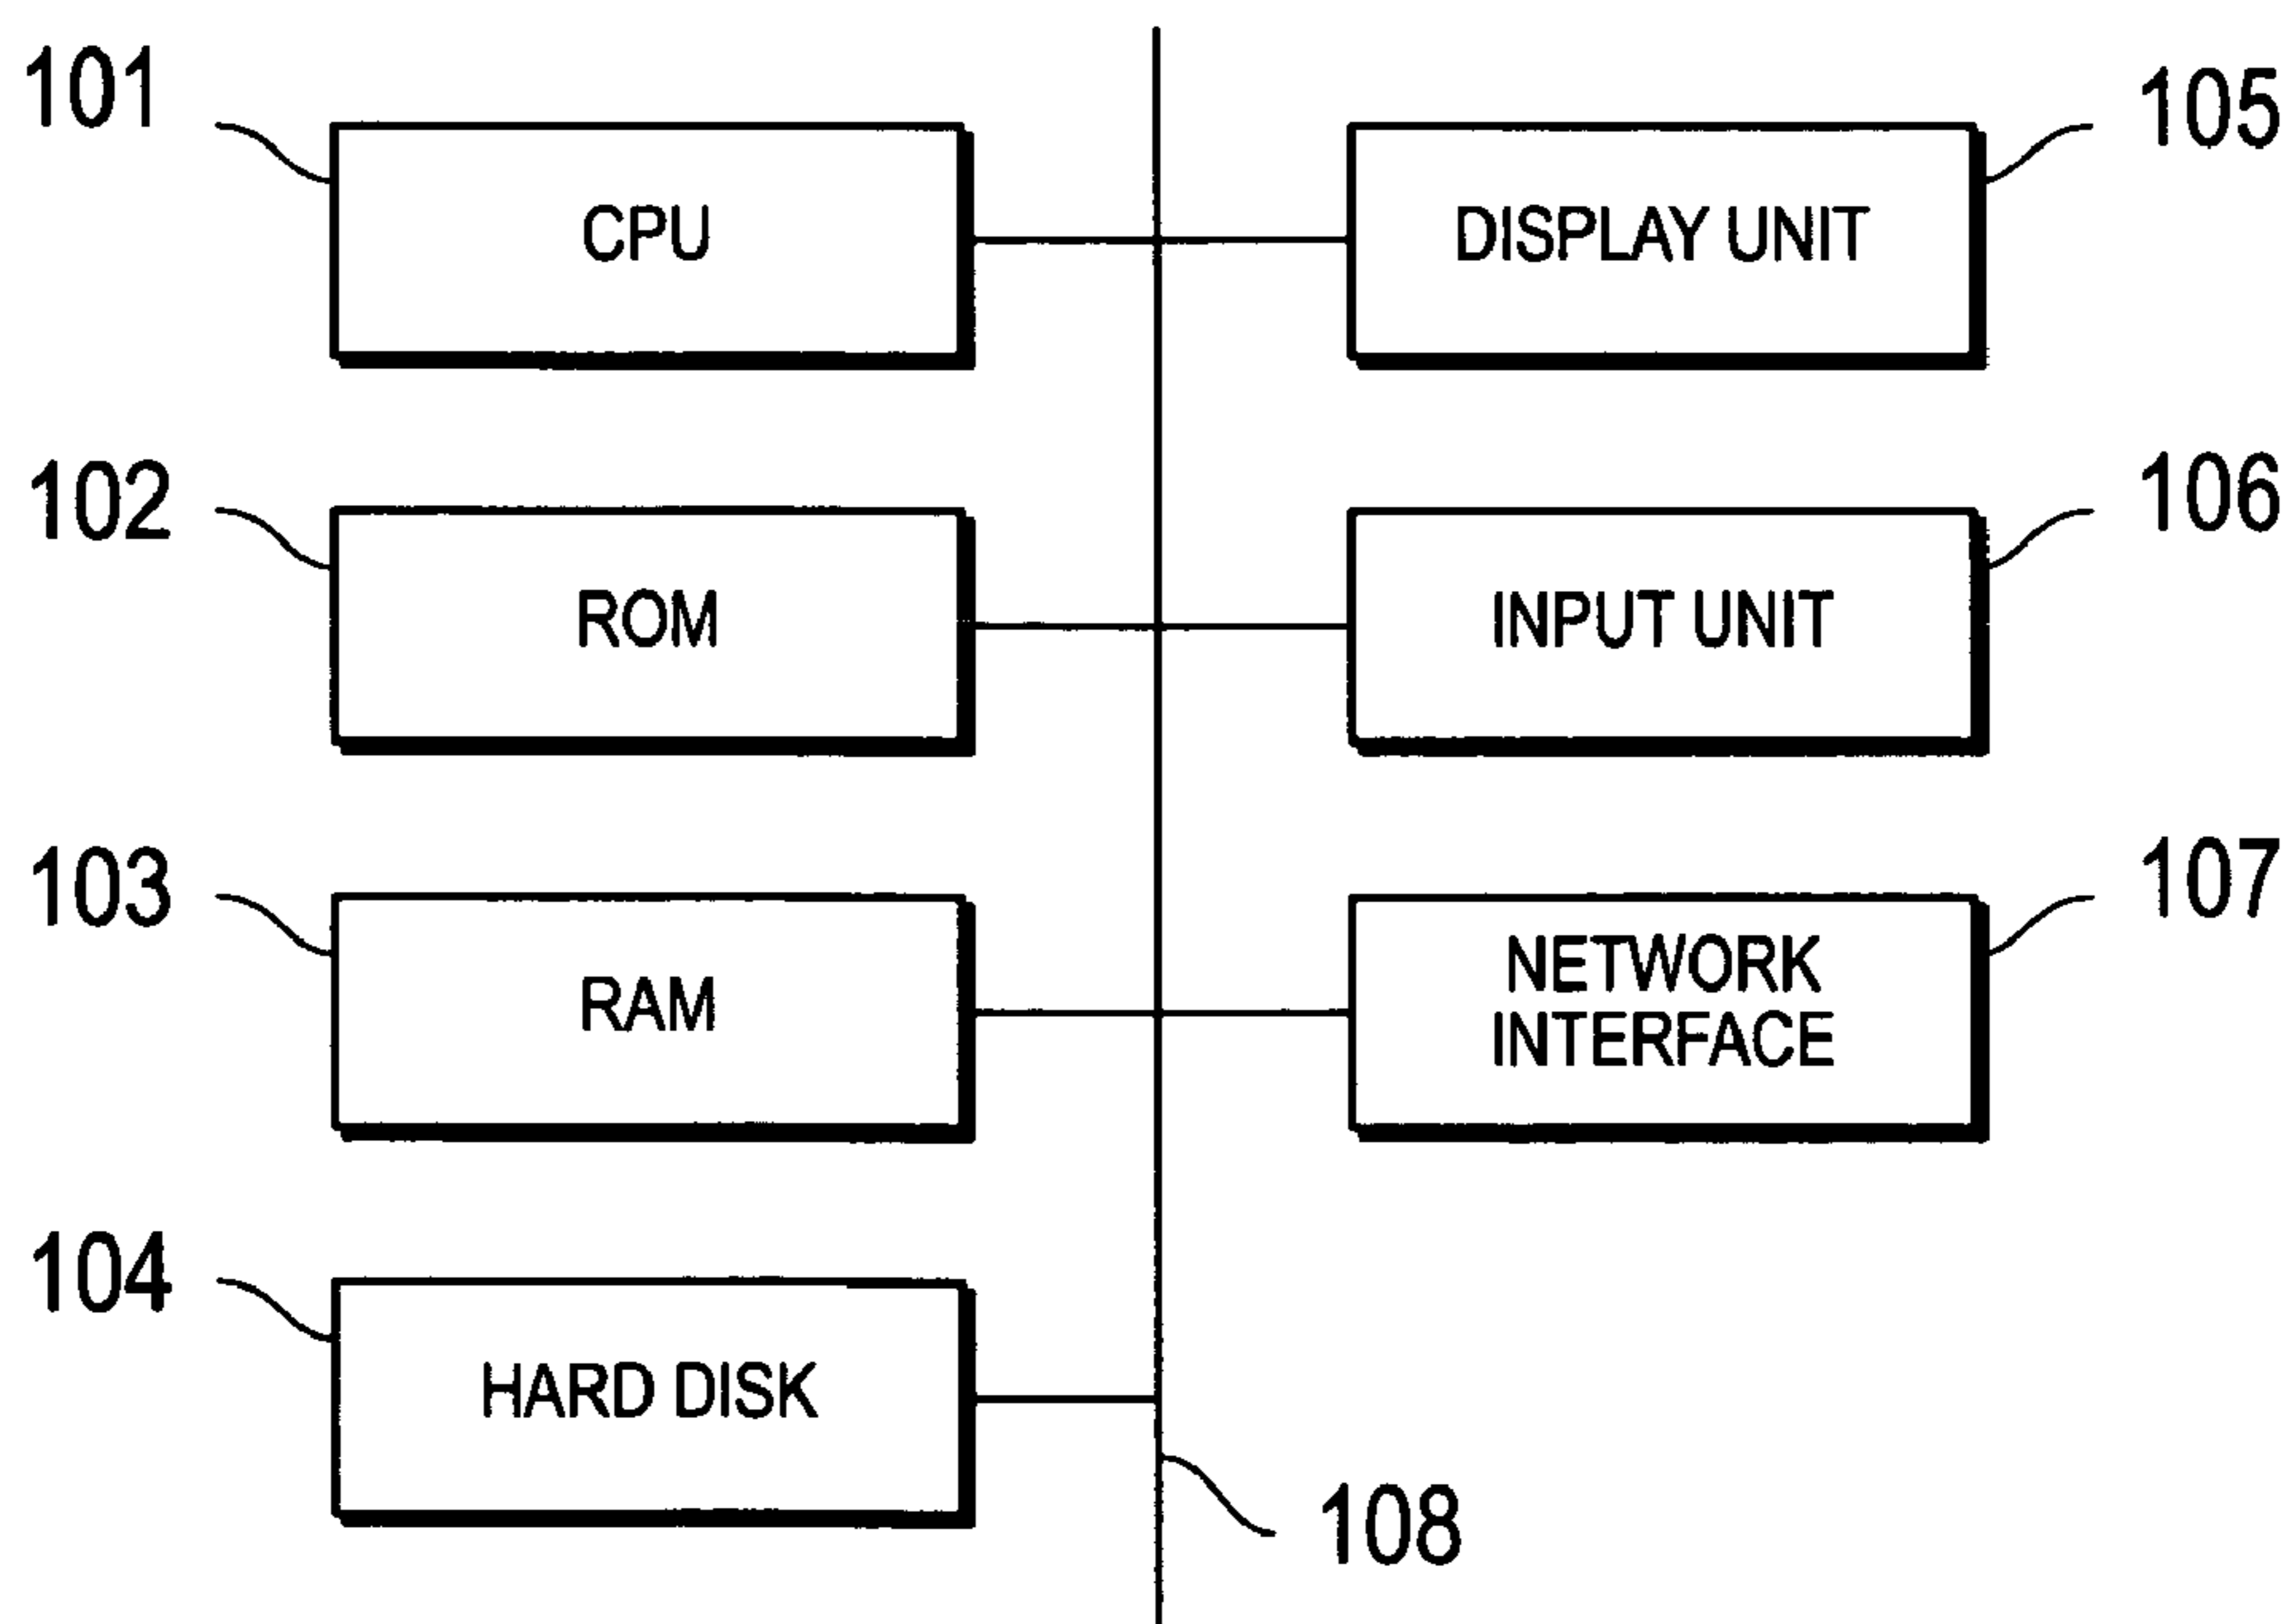 101
CPU
105
DISPLAY UNIT
102
ROM
106
INPUT UNIT
103
RAM
107
NETWORK
INTERFACE
104
HARD DISK
108